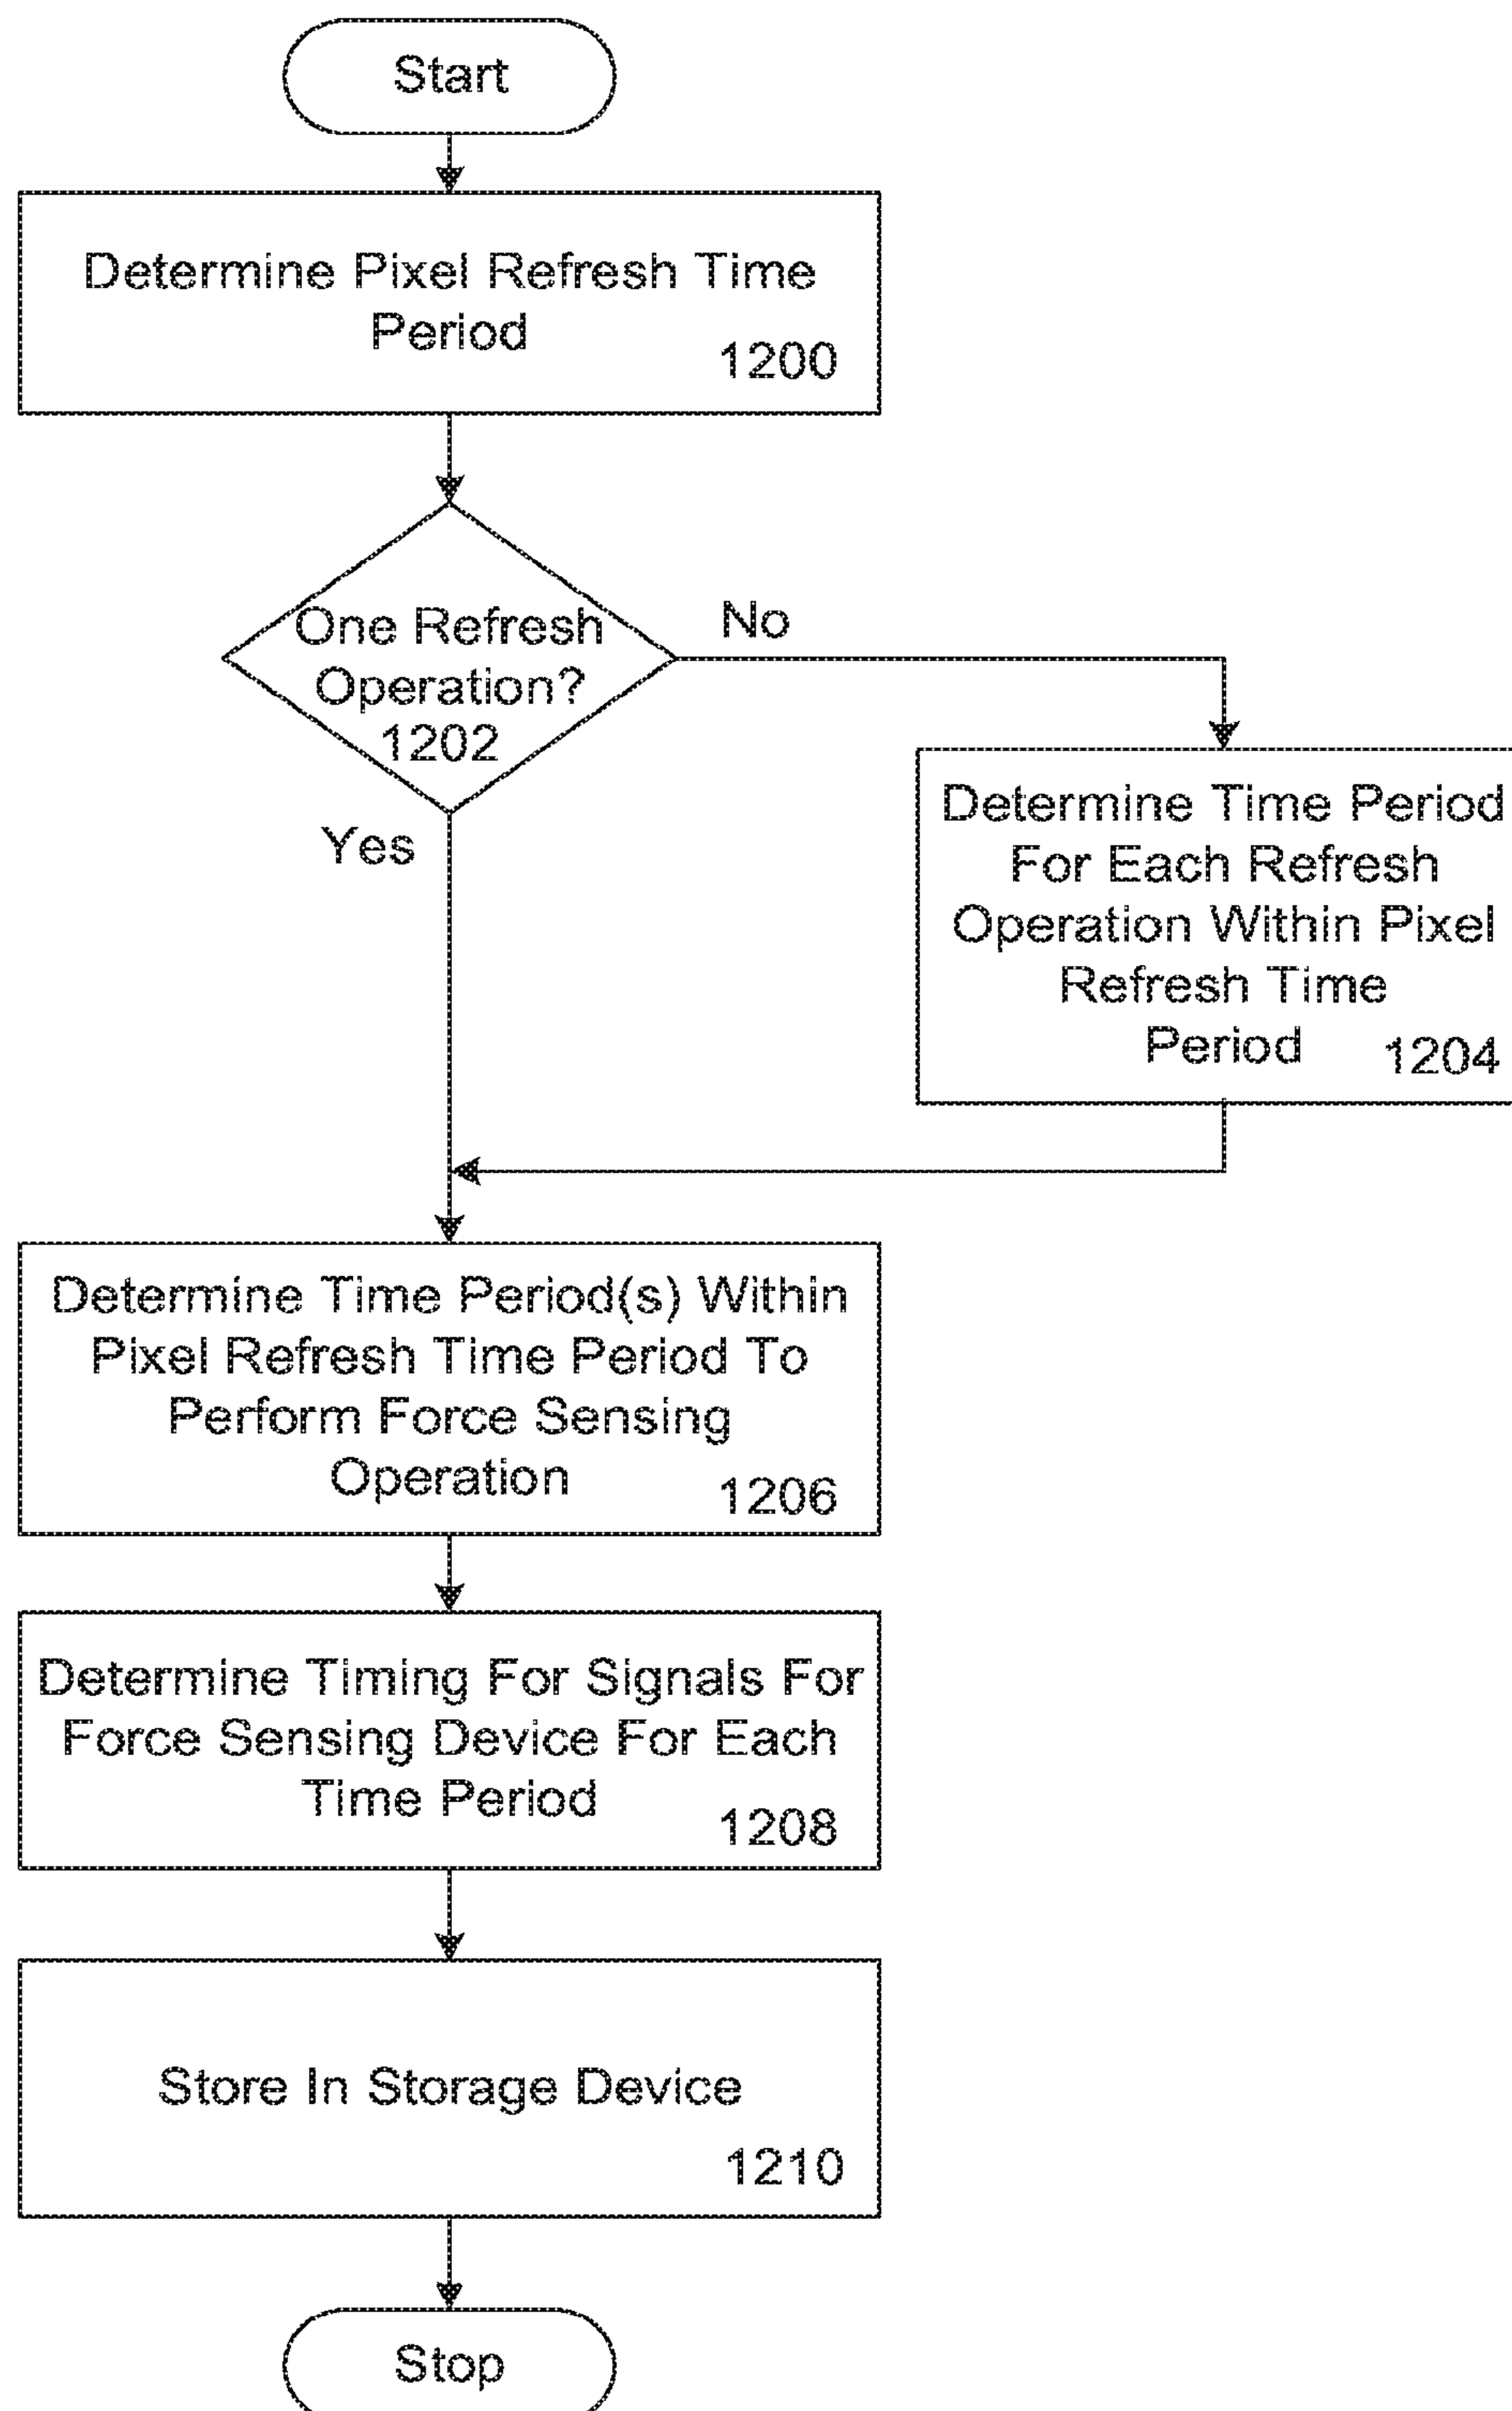 Start
Determine Pixel Refresh Time
Period
1200
One Refresh
Operation?
1202
No
Yes
Determine Time Period
For Each Refresh
Operation Within Pixel
Refresh Time
Period
1204
Determine Time Period(s) Within
Pixel Refresh Time Period To
Perform Force Sensing
Operation
1206
Determine Timing For Signals For
Force Sensing Device For Each
Time Period
1208
Store In Storage Device
1210
Stop